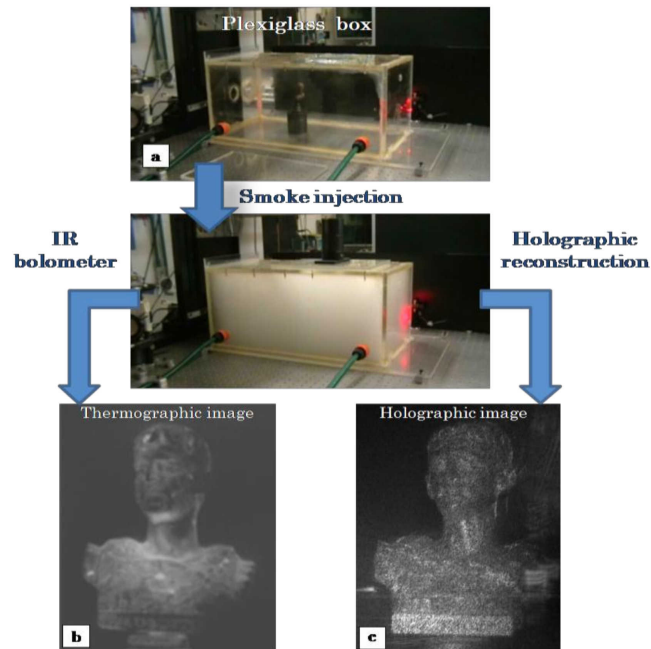 Plexiglass box
a
Smoke injection
IR
bolometer
Holographic
reconstruction
Thermographic image
Holographic image
b
c